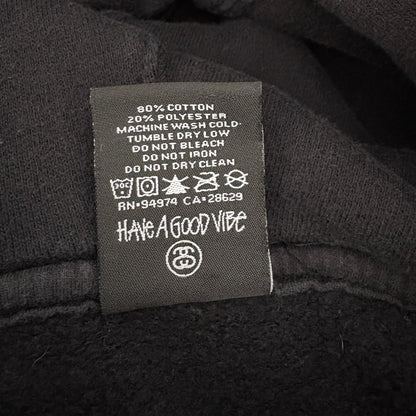 80% COTTON
20% POLYESTER
MACHINE WASH COLD-
TUMBLE DRY LOW
DO NOT BLEACH
DO NOT IRON
DO NOT DRY CLEAN
30C
RN-94974 CA-28629
HAVE A GOOD VIBE